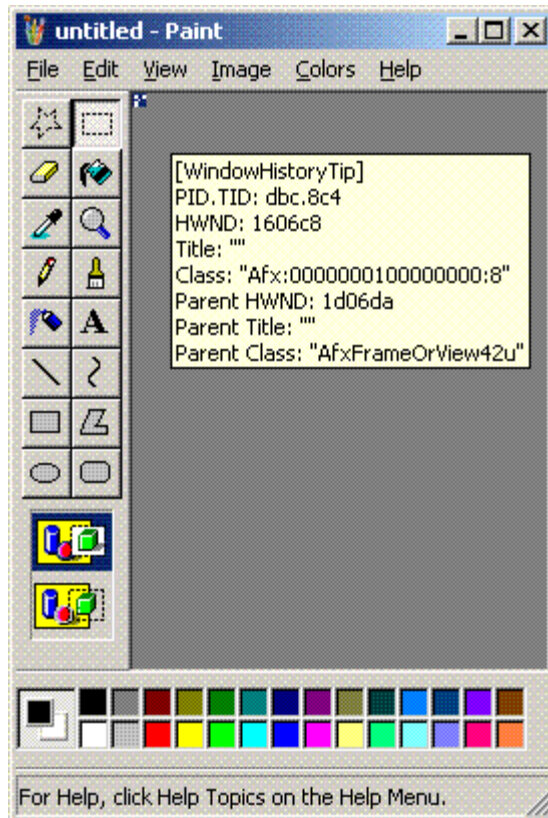 untitled - Paint
File Edit View Image Colors Help
[WindowHistoryTip]
PID.TID: dbc.8c4
HWND: 1606c8
Title: ""
Class: "Afx:0000000100000000:8"
Parent HWND: 1d06da
Parent Title: ""
Parent Class: "AfxFrameOrView42u"
A
For Help, click Help Topics on the Help Menu.